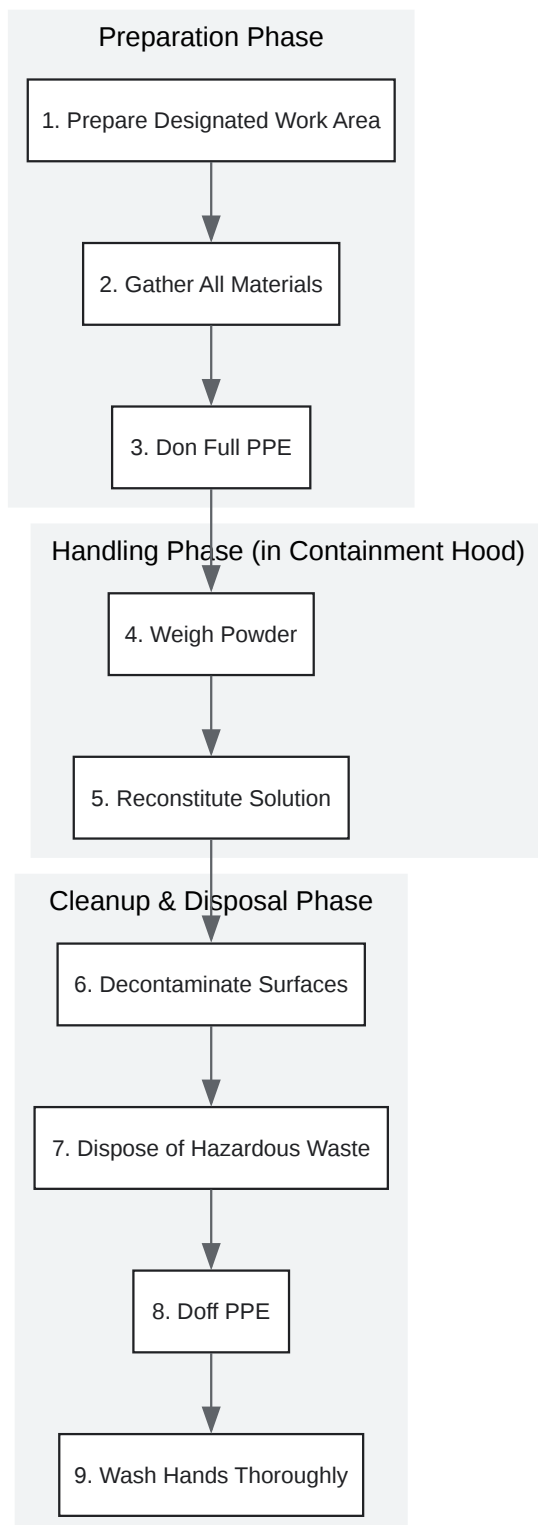 Preparation Phase
1. Prepare Designated Work Area
2. Gather All Materials
3. Don Full PPE
Handling Phase (in Containment Hood)
4. Weigh Powder
5. Reconstitute Solution
Cleanup & Disposal Phase
6. Decontaminate Surfaces
7. Dispose of Hazardous Waste
8. Doff PPE
9. Wash Hands Thoroughly